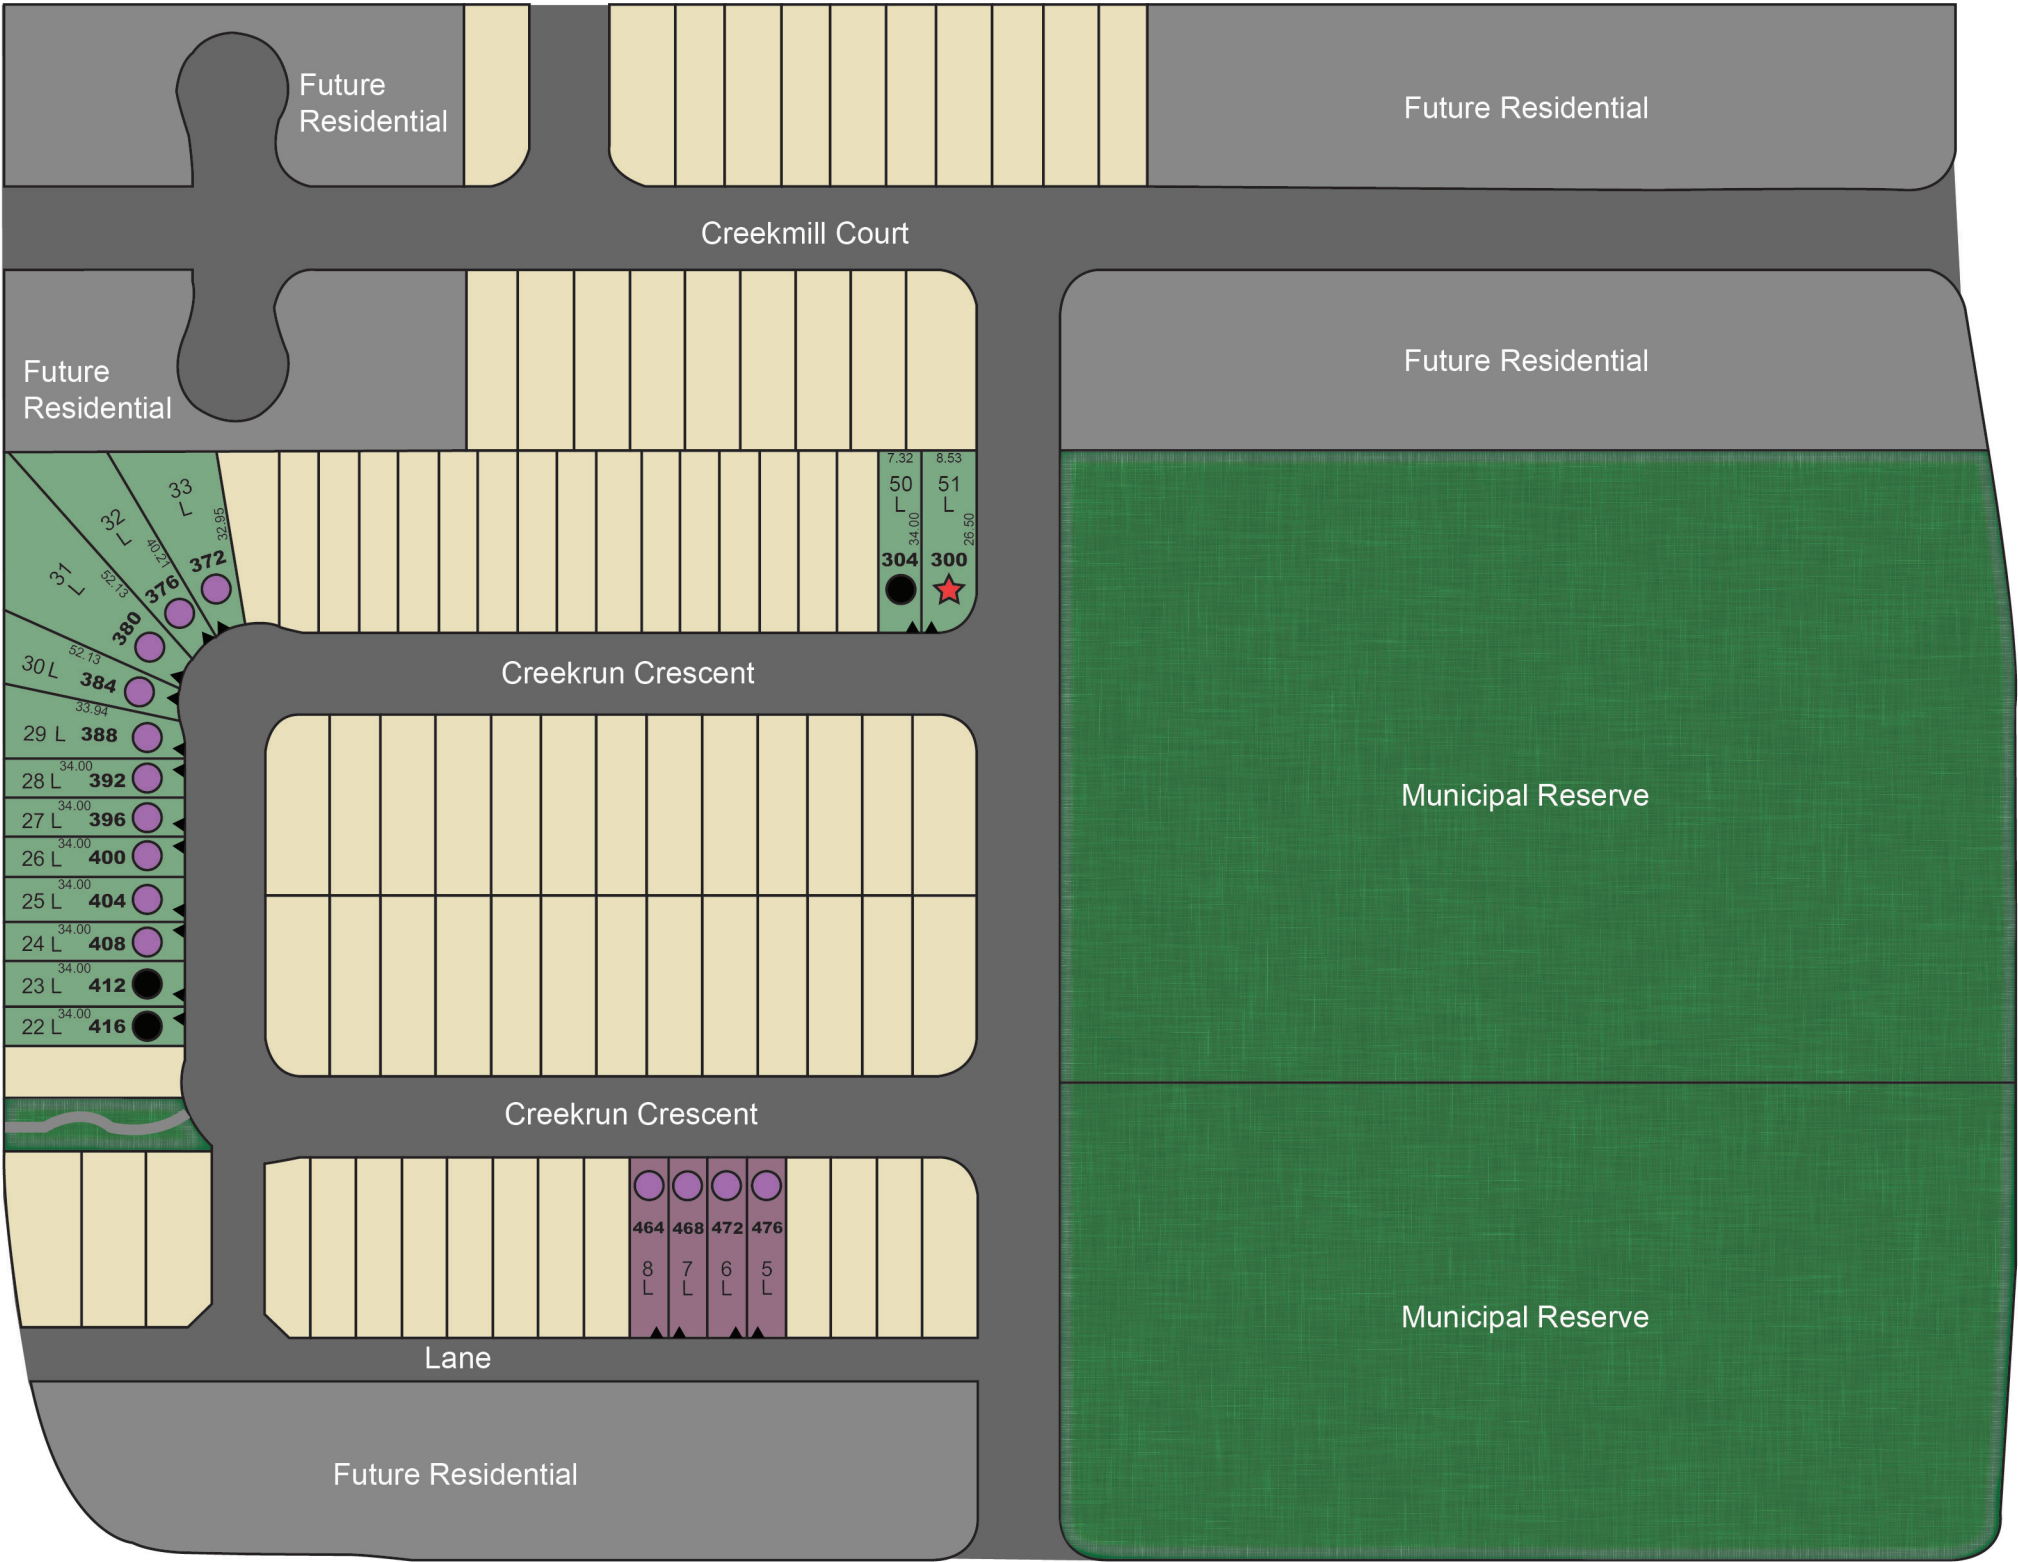 Future
Residential
Future Residential
Creekmill Court
Future
Residential
Future Residential
7.32
50
L
34.00
304
8.53
51
L
26.50
300
33
L
32.95
372
32
L
40.21
376
31
L
52.13
380
52.13
30 L
384
33.94
29 L 388
34.00
28 L 392
34.00
27 L 396
34.00
26 L 400
34.00
25 L 404
34.00
24 L 408
34.00
23 L 412
34.00
22 L 416
Creekrun Crescent
Municipal Reserve
Creekrun Crescent
464 468 472 476
8 7 6 5
L L L L
Municipal Reserve
Lane
Future Residential